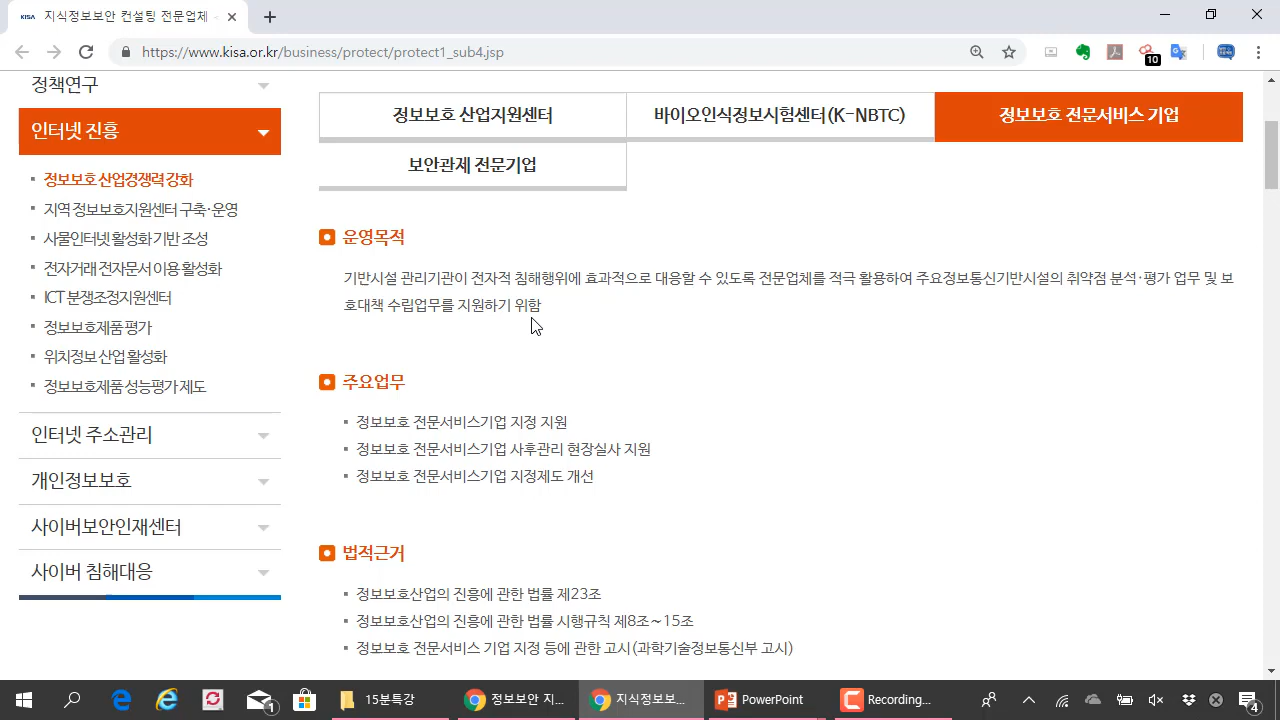 KISA 지식정보보안 컨설팅 전문업체
https://www.kisa.or.kr/business/protect/protect1_sub4.jsp
10
정책연구
인터넷 진흥
정보보호 산업경쟁력 강화
지역 정보보호지원센터 구축·운영
사물인터넷 활성화 기반 조성
전자거래 전자문서 이용 활성화
ICT 분쟁조정지원센터
정보보호제품 평가
위치정보 산업 활성화
정보보호제품 성능평가 제도
인터넷 주소관리
개인정보보호
사이버보안인재센터
사이버 침해대응
정보보호 산업지원센터
바이오인식정보시험센터(K-NBTC)
정보보호 전문서비스 기업
보안관제 전문기업
운영목적
기반시설 관리기관이 전자적 침해행위에 효과적으로 대응할 수 있도록 전문업체를 적극 활용하여 주요정보통신기반시설의 취약점 분석·평가 업무 및 보
호대책 수립업무를 지원하기 위함
주요업무
정보보호 전문서비스기업 지정 지원
정보보호 전문서비스기업 사후관리 현장실사 지원
정보보호 전문서비스기업 지정제도 개선
법적근거
정보보호산업의 진흥에 관한 법률 제23조
정보보호산업의 진흥에 관한 법률 시행규칙 제8조~15조
정보보호 전문서비스 기업 지정 등에 관한 고시(과학기술정보통신부 고시)
1
15분특강
정보보안 지...
지식정보보...
PowerPoint
Recording...
4